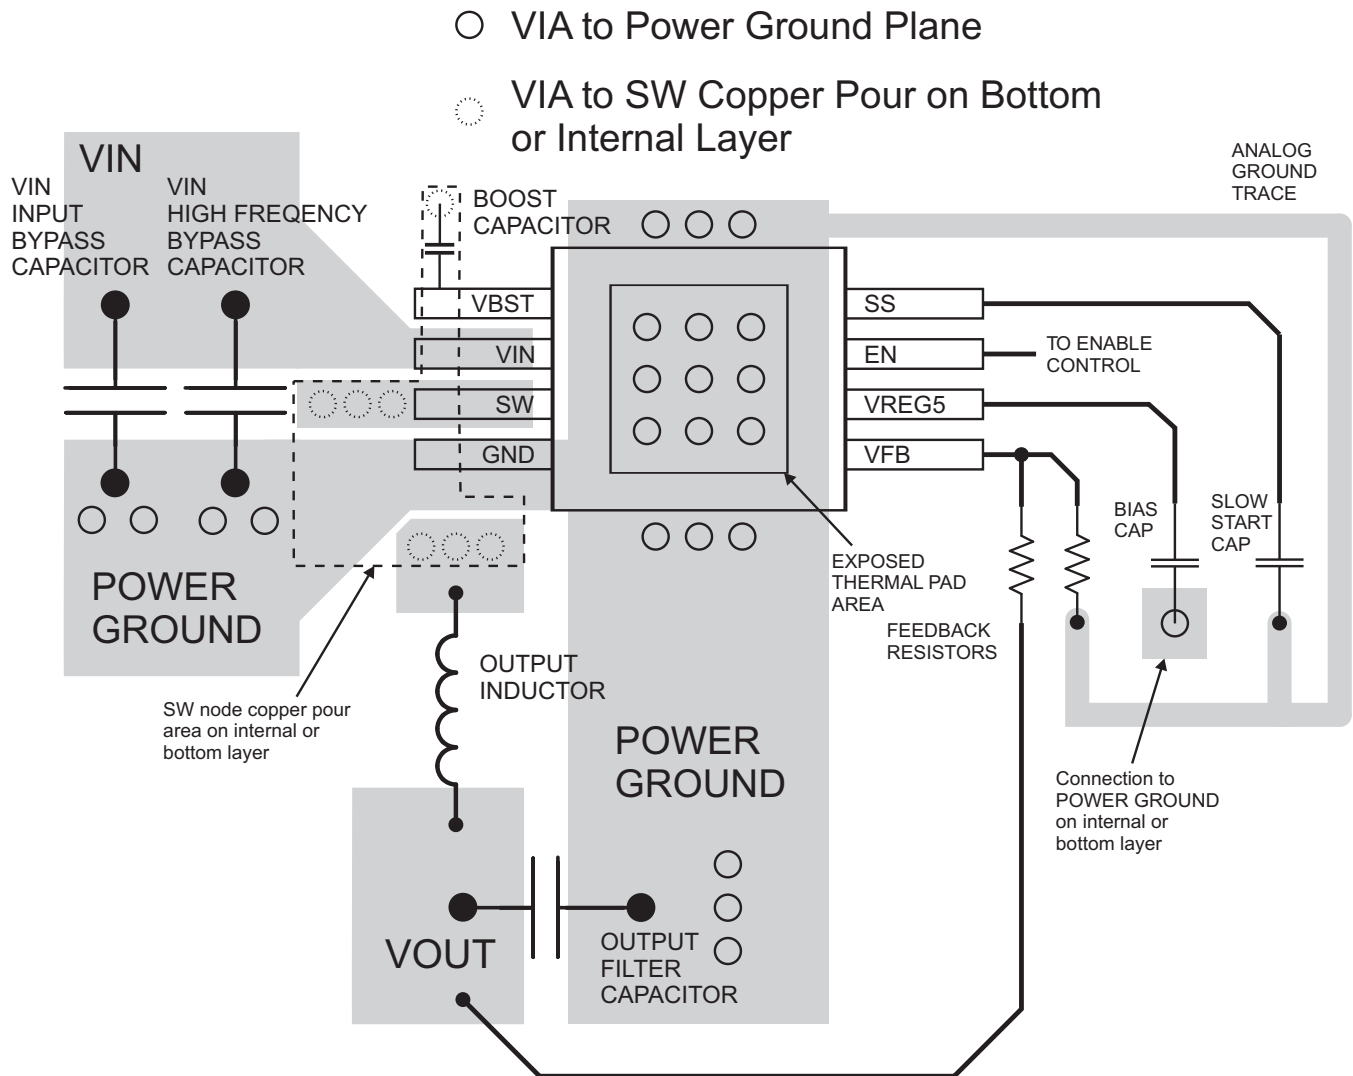 VIA to Power Ground Plane
VIA to SW Copper Pour on Bottom
or Internal Layer
VIN
VIN
INPUT
BYPASS
CAPACITOR
VIN
HIGH FREQENCY
BYPASS
CAPACITOR
BOOST
CAPACITOR
ANALOG
GROUND
TRACE
VBST
VIN
SW
GND
SS
EN
VREG5
VFB
TO ENABLE
CONTROL
BIAS
CAP
SLOW
START
CAP
EXPOSED
THERMAL PAD
AREA
FEEDBACK
RESISTORS
POWER
GROUND
SW node copper pour
area on internal or
bottom layer
OUTPUT
INDUCTOR
POWER
GROUND
Connection to
POWER GROUND
on internal or
bottom layer
VOUT
OUTPUT
FILTER
CAPACITOR